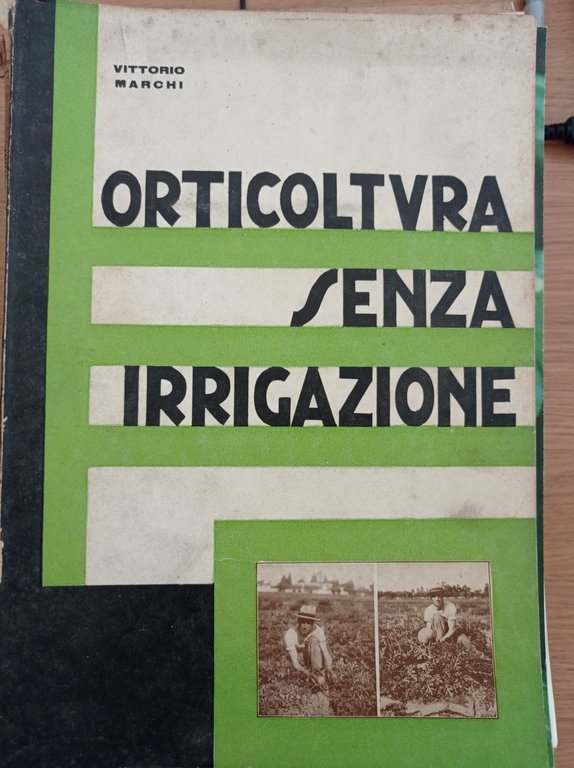 VITTORIO
MARCHI
ORTICOLTVRA
SENZA
IRRIGAZIONE